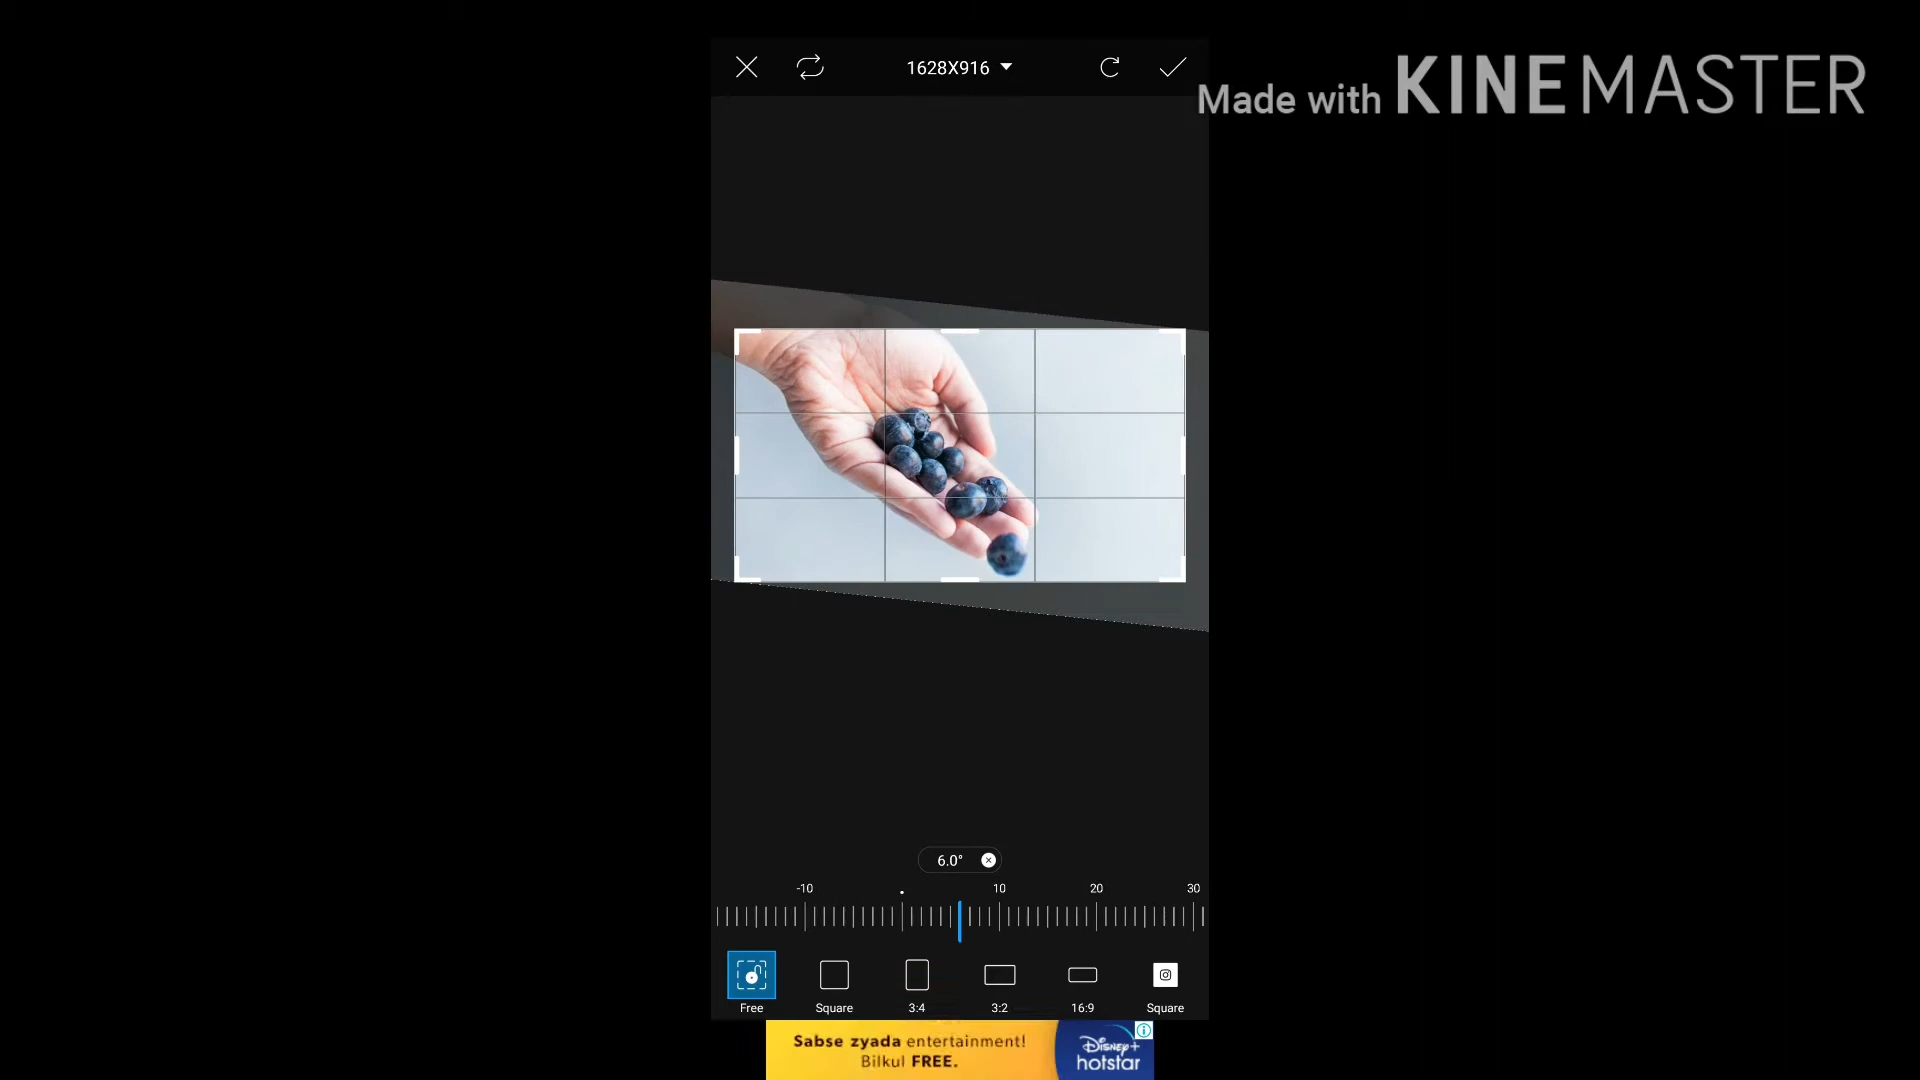 1628X916
Made with KINEMASTER
6.0°
-10 10 20 30
Free Square 3:4 3:2 16:9 Square
Sabse zyada entertainment!
Bilkul FREE.
Disney+
hotstar